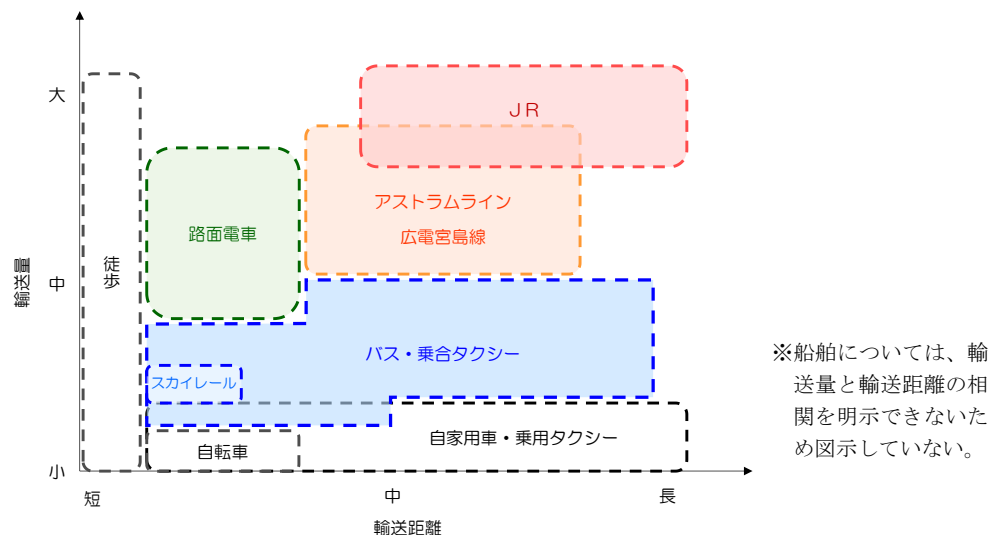 大
ＪＲ
アストラムライン
広電宮島線
路面電車
徒歩
輸送量
中
バス・乗合タクシー
スカイレール
自家用車・乗用タクシー
自転車
小
短
中
長
輸送距離
※船舶については、輸
送量と輸送距離の相
関を明示できないた
め図示していない。